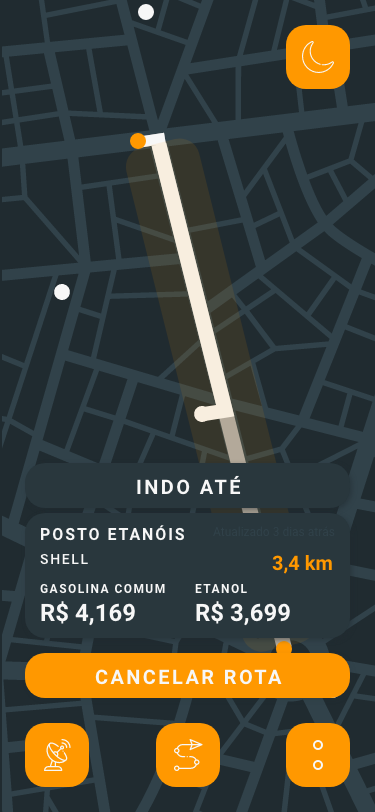 INDO ATÉ
POSTO ETANÓIS
Atualizado 3 dias atrás
SHELL
3,4 km
GASOLINA COMUM ETANOL
R$ 4,169 R$ 3,699
CANCELAR ROTA